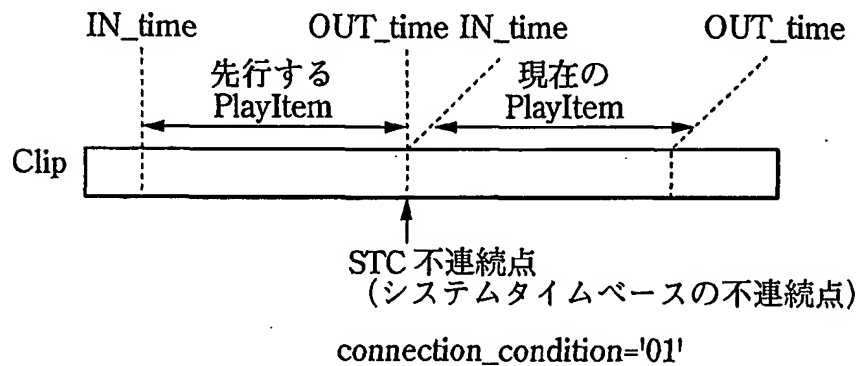 IN_time OUT_time IN_time OUT_time
先行する 現在の
PlayItem PlayItem
Clip
STC 不連続点
（システムタイムベースの不連続点）
connection_condition='01'